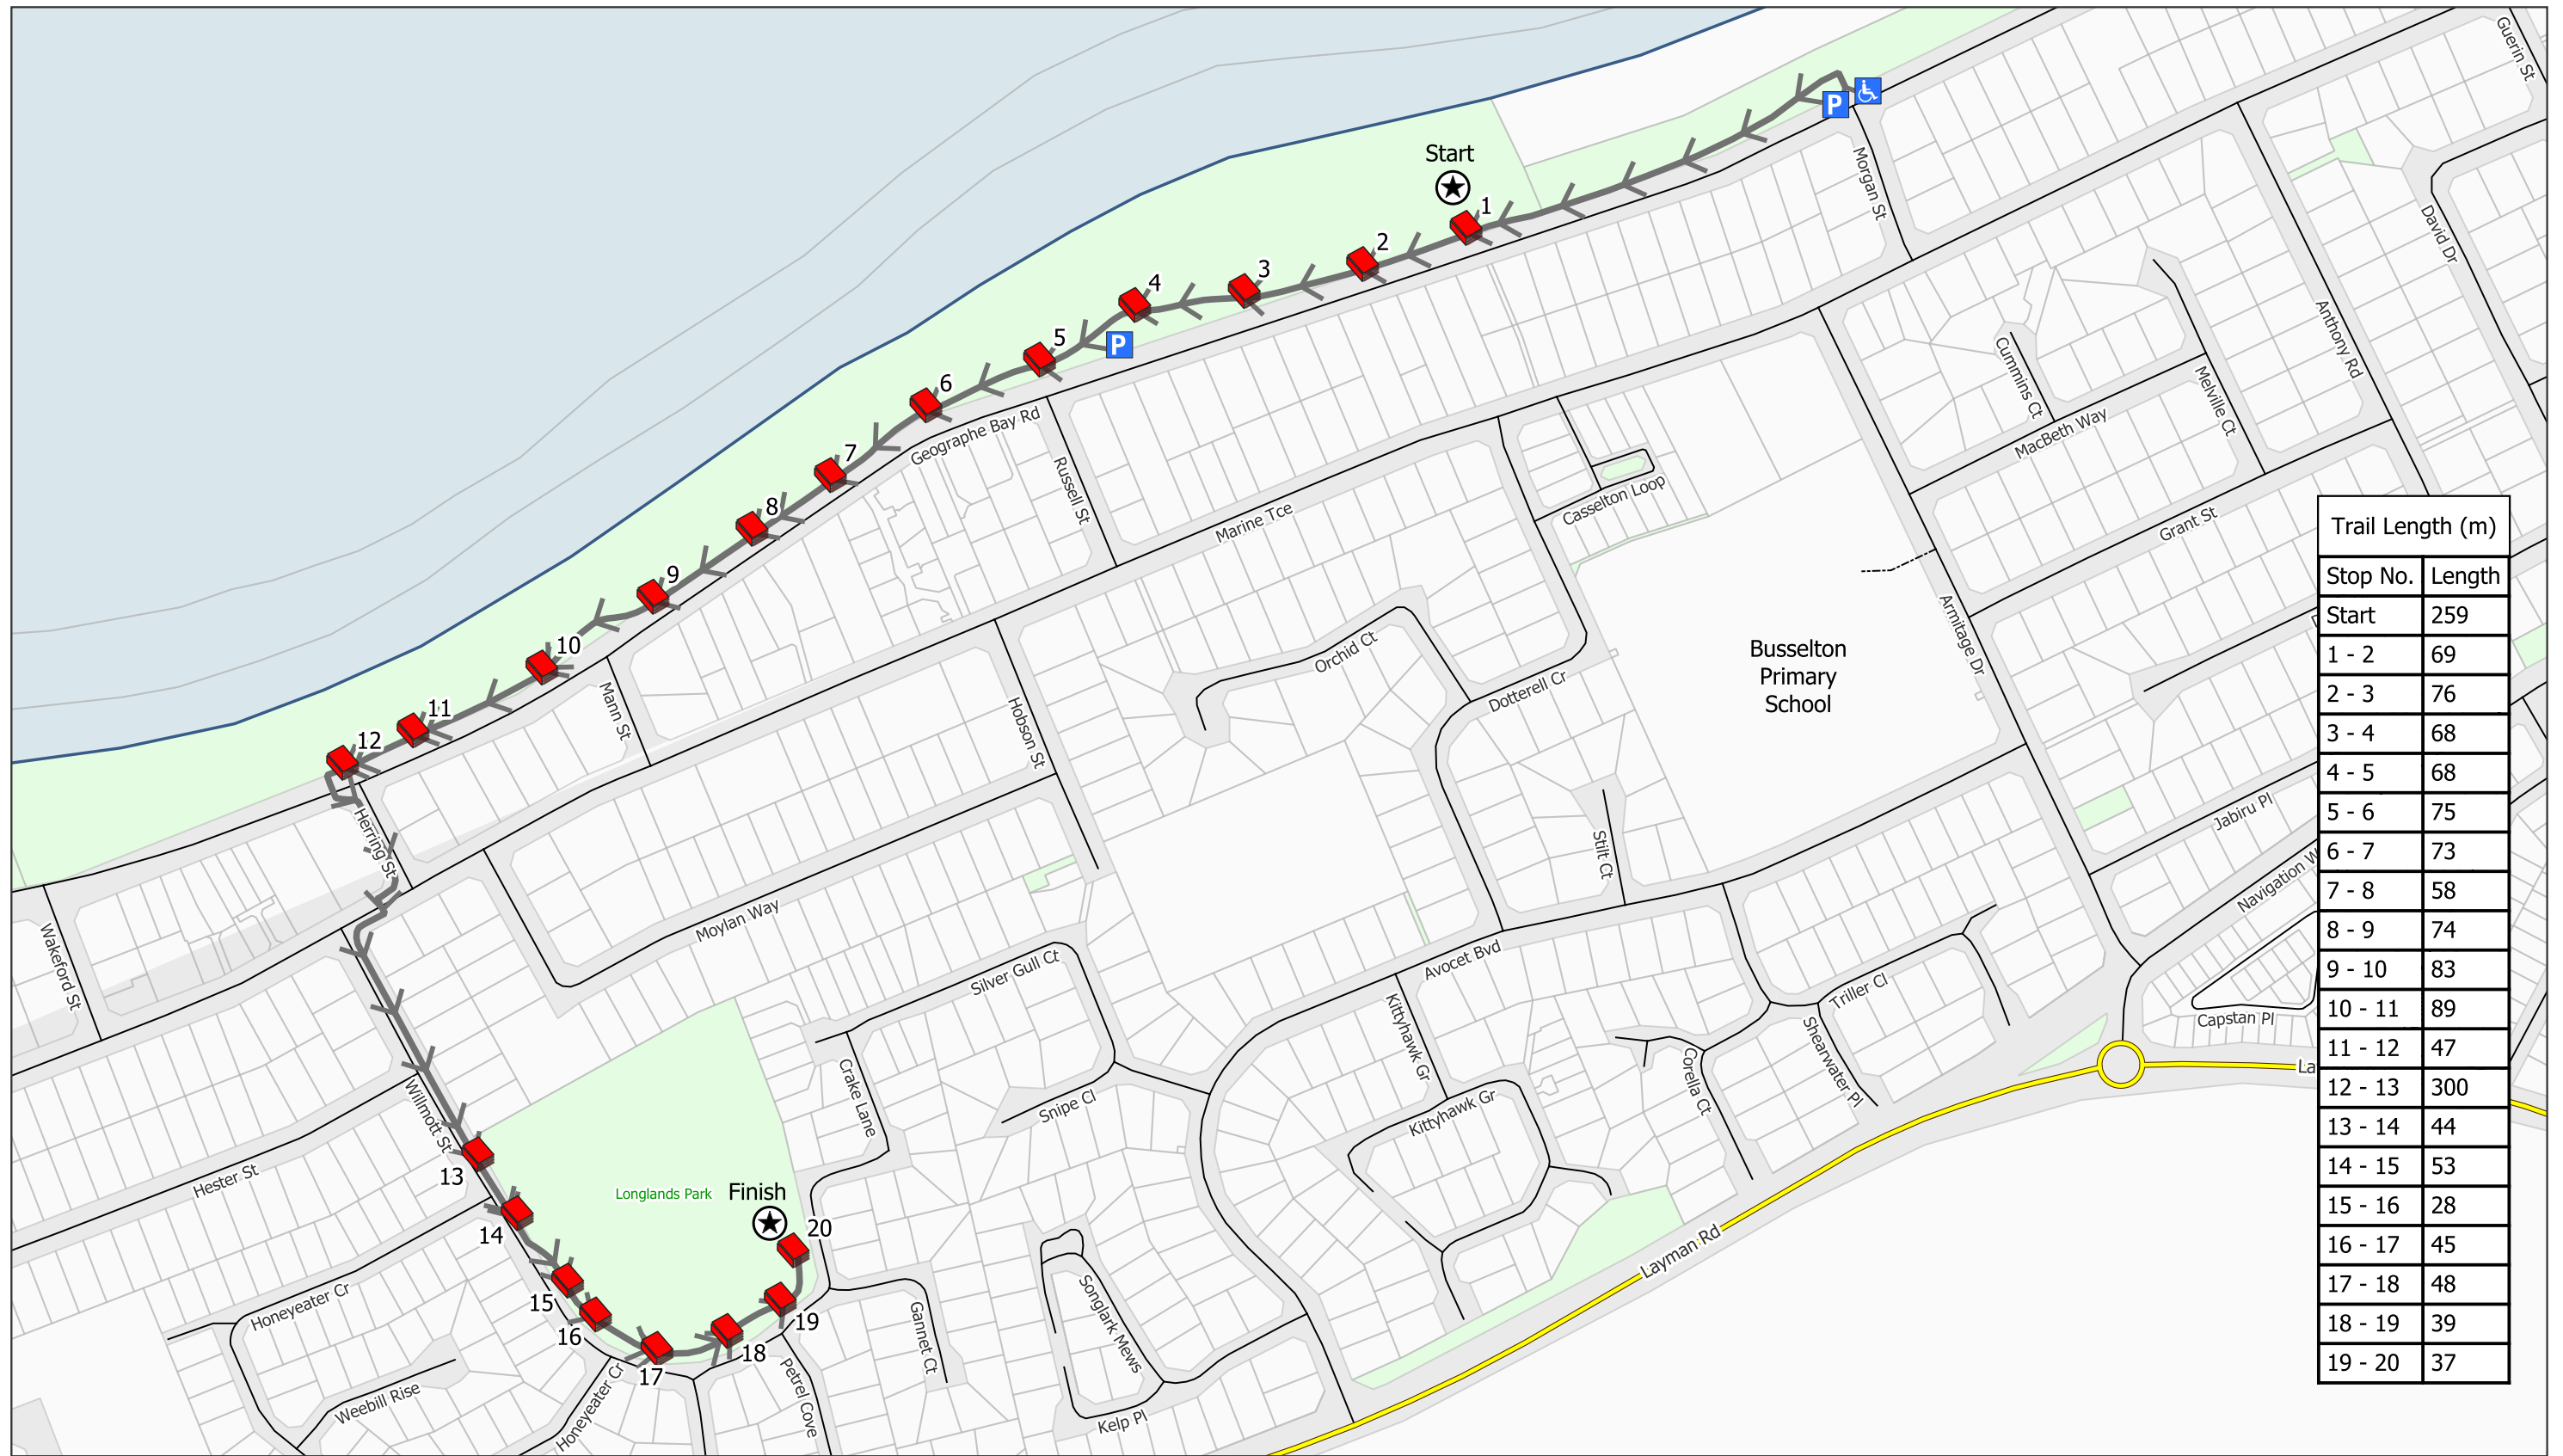 Guerin St
P
Start
Morgan St
1
David Dr
2
3
4
Anthony Rd
5
P
Cummins Ct
6
Melville Ct
Geographe Bay Rd
MacBeth Way
7
Russell St
Casselton Loop
8
Marine Tce
Grant St
9
Armitage Dr
10
Orchid Ct
Busselton
Primary
School
Dotterell Cr
Mann St
11
Hobson St
12
Herring St
Jabiru Pl
Stilt Ct
Navigation W
Moylan Way
Avocet Bvd
Wakeford St
Silver Gull Ct
Triller Cl
Kittyhawk Gr
Capstan Pl
Shearwater Pl
Crake Lane
Corella Ct
La
Snipe Cl
Willmott St
Kittyhawk Gr
13
Hester St
Longlands Park
Finish
20
14
Layman Rd
Honeyeater Cr
15
Songlark Mews
Gannet Ct
16
19
18
17
Petrel Cove
Weebill Rise
Honeyeater Cr
Kelp Pl
Trail Length (m)
Stop No. Length
Start 259
1 - 2 69
2 - 3 76
3 - 4 68
4 - 5 68
5 - 6 75
6 - 7 73
7 - 8 58
8 - 9 74
9 - 10 83
10 - 11 89
11 - 12 47
12 - 13 300
13 - 14 44
14 - 15 53
15 - 16 28
16 - 17 45
17 - 18 48
18 - 19 39
19 - 20 37